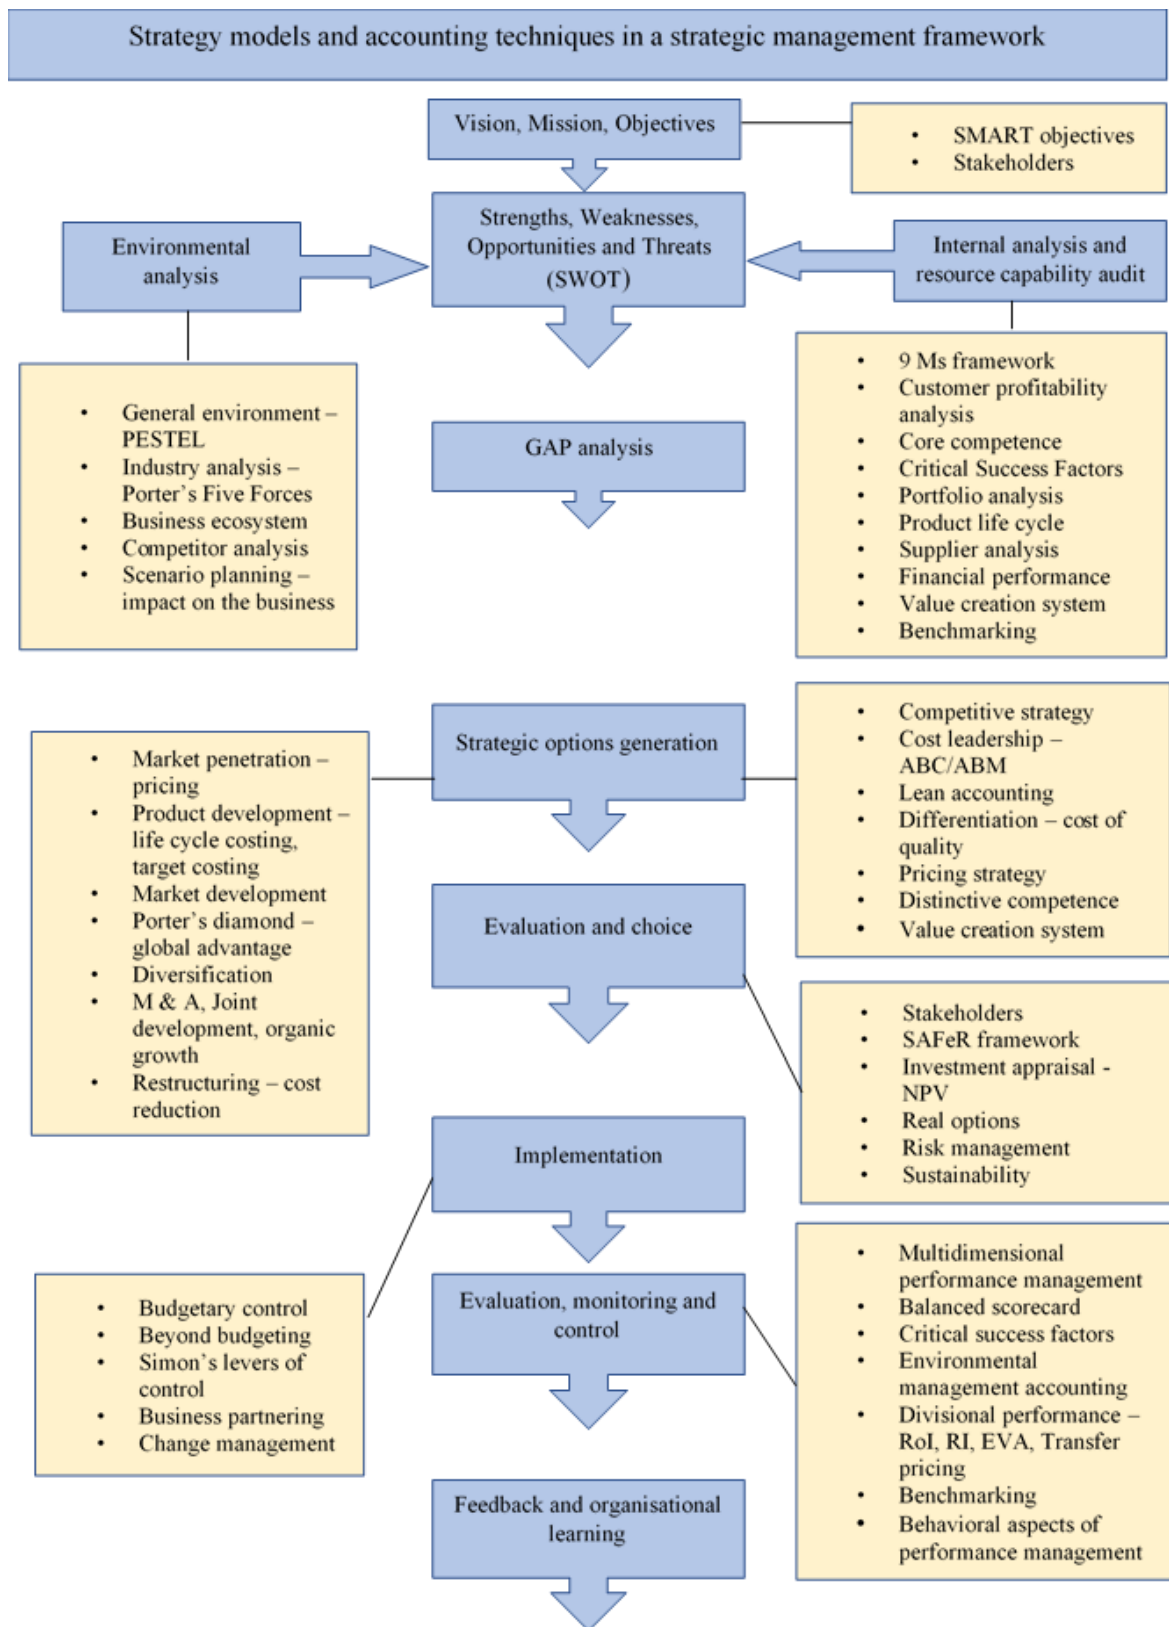 Strategy models and accounting techniques in a strategic management framework
Vision, Mission, Objectives
• SMART objectives
• Stakeholders
Strengths, Weaknesses,
Opportunities and Threats
(SWOT)
Environmental
analysis
Internal analysis and
resource capability audit
• General environment –
PESTEL
• Industry analysis –
Porter's Five Forces
• Business ecosystem
• Competitor analysis
• Scenario planning –
impact on the business
GAP analysis
• 9 Ms framework
• Customer profitability
analysis
• Core competence
• Critical Success Factors
• Portfolio analysis
• Product life cycle
• Supplier analysis
• Financial performance
• Value creation system
• Benchmarking
Strategic options generation
• Market penetration –
pricing
• Product development –
life cycle costing,
target costing
• Market development
• Porter's diamond –
global advantage
• Diversification
• M & A, Joint
development, organic
growth
• Restructuring – cost
reduction
• Competitive strategy
• Cost leadership –
ABC/ABM
• Lean accounting
• Differentiation – cost of
quality
• Pricing strategy
• Distinctive competence
• Value creation system
Evaluation and choice
• Stakeholders
• SAFeR framework
• Investment appraisal -
NPV
• Real options
• Risk management
• Sustainability
Implementation
• Budgetary control
• Beyond budgeting
• Simon's levers of
control
• Business partnering
• Change management
Evaluation, monitoring and
control
• Multidimensional
performance management
• Balanced scorecard
• Critical success factors
• Environmental
management accounting
• Divisional performance –
RoI, RI, EVA, Transfer
pricing
• Benchmarking
• Behavioral aspects of
performance management
Feedback and organisational
learning